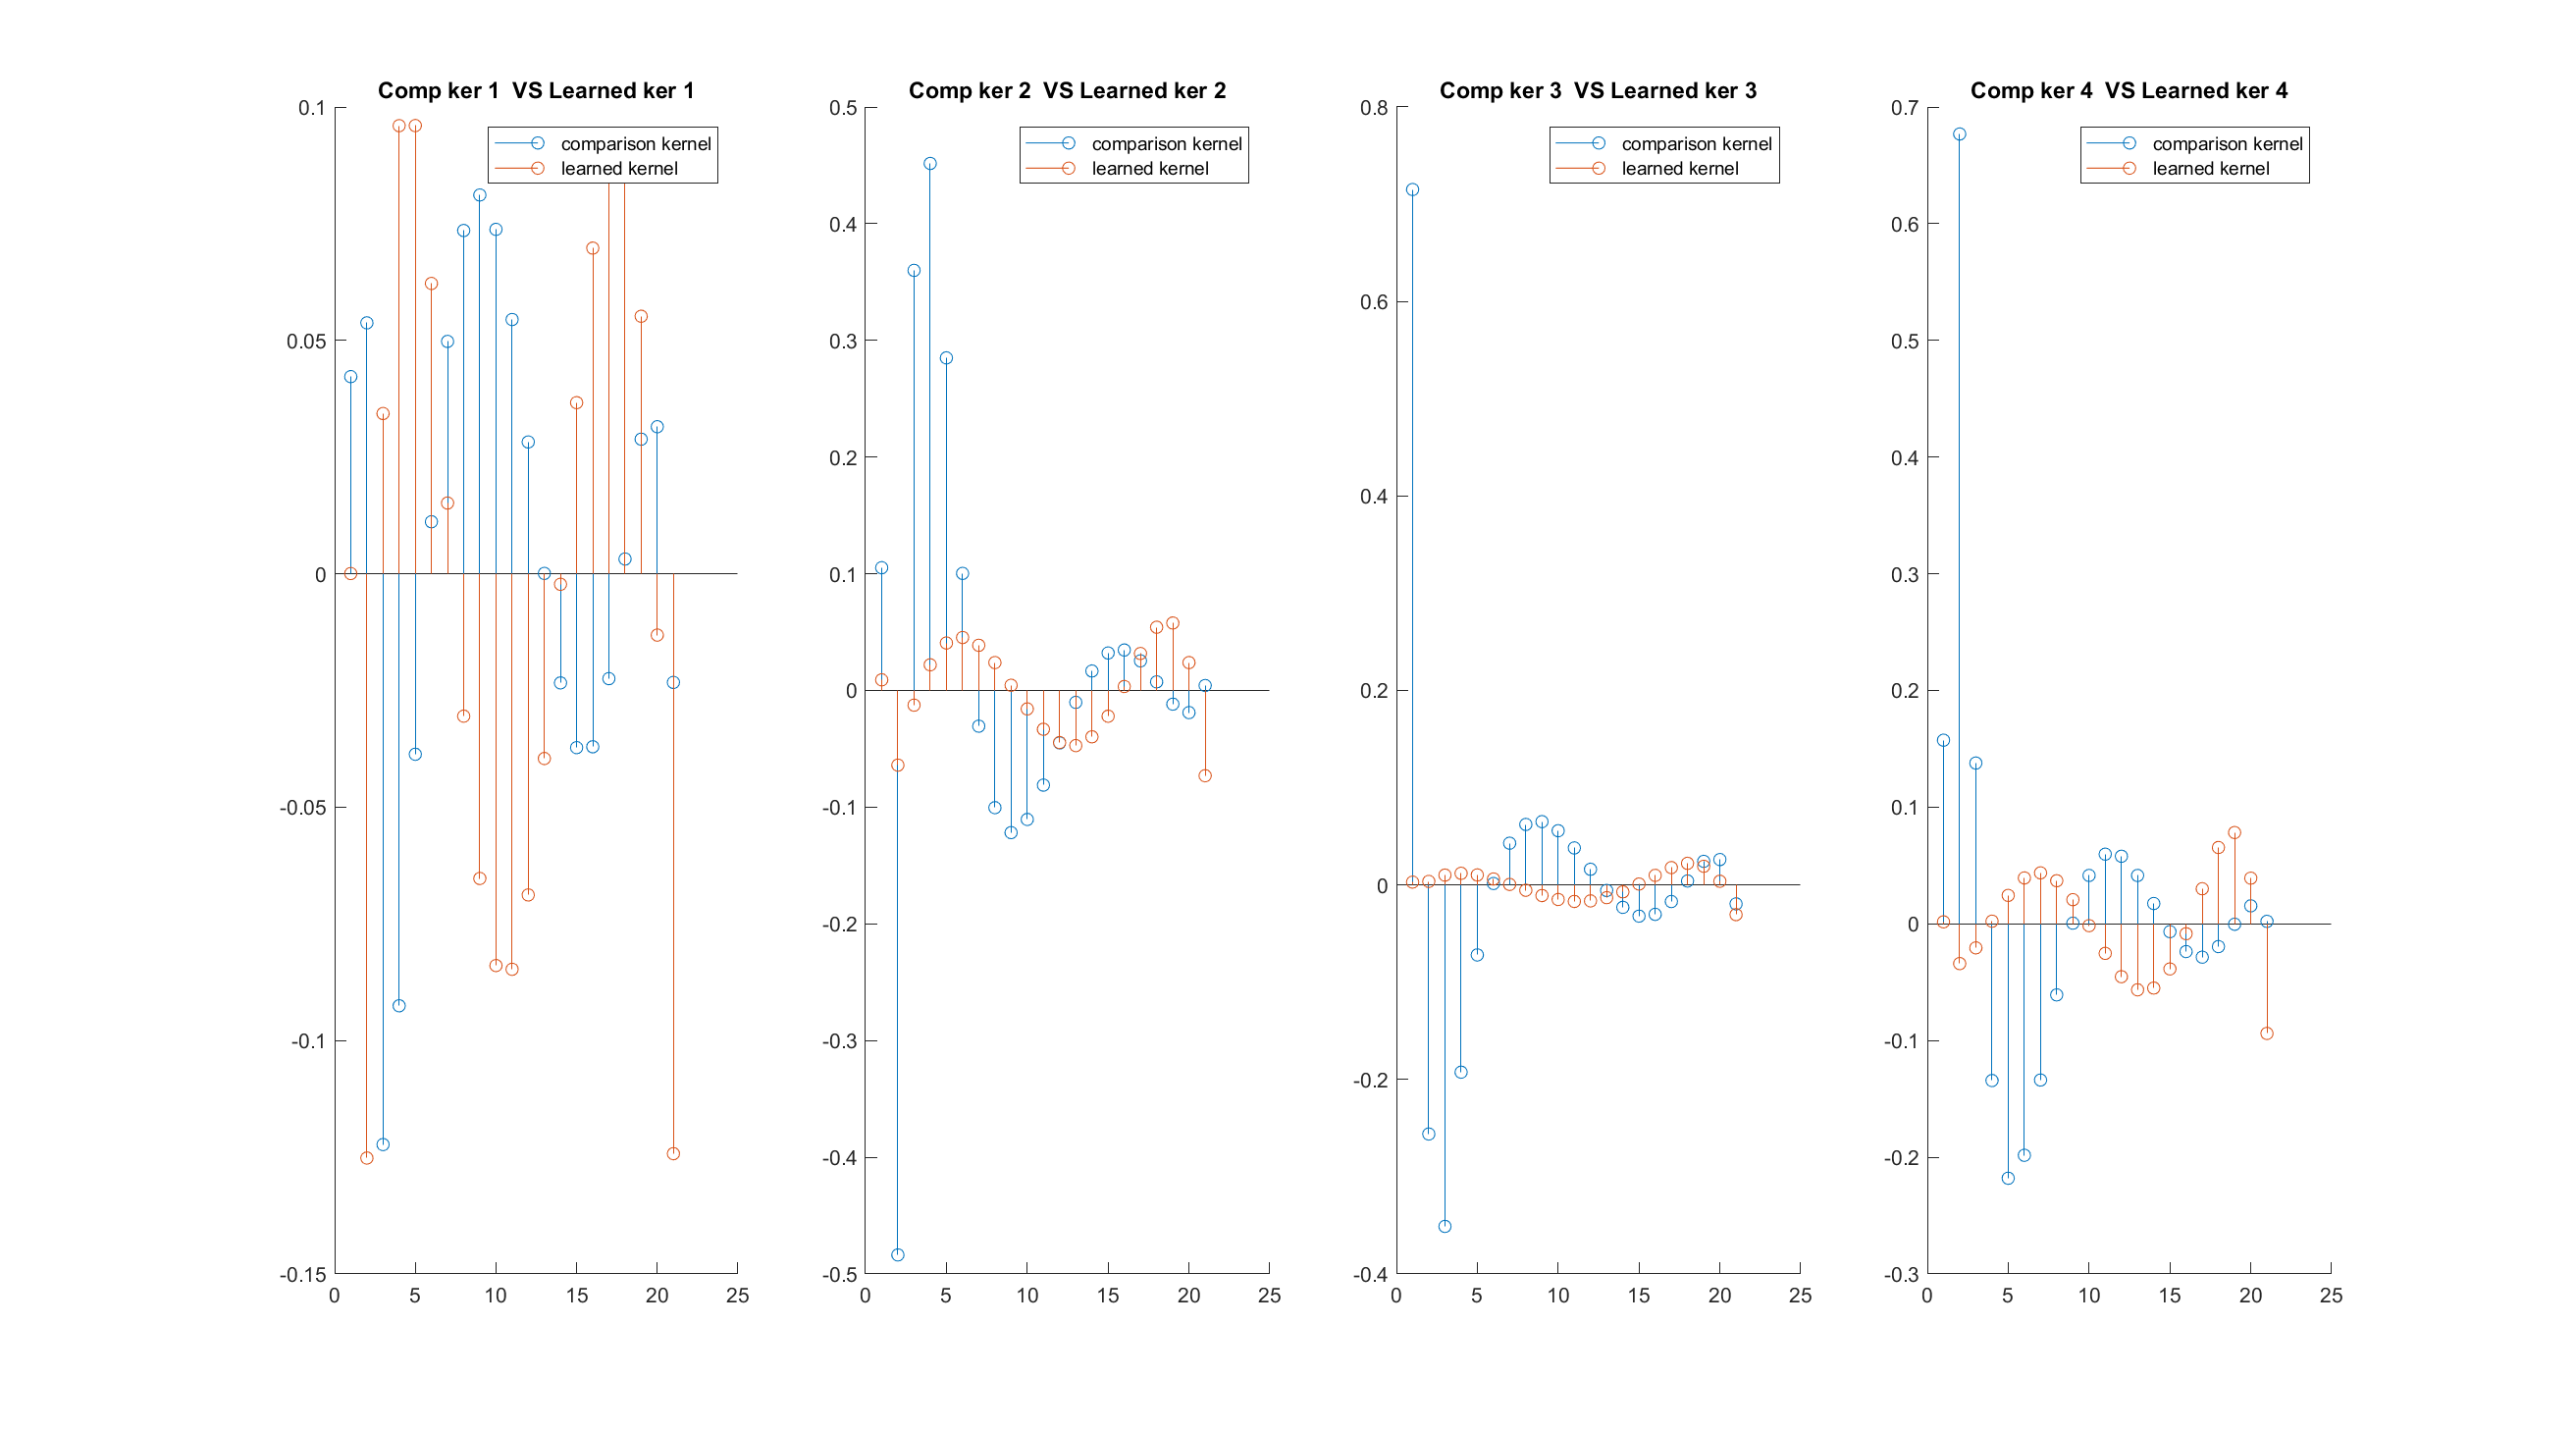 Comp ker 1 VS Learned ker 1
comparison kernel
learned kernel
0.1
0.05
0
-0.05
-0.1
-0.15
0 5 10 15 20 25
Comp ker 2 VS Learned ker 2
comparison kernel
learned kernel
0.5
0.4
0.3
0.2
0.1
0
-0.1
-0.2
-0.3
-0.4
-0.5
0 5 10 15 20 25
Comp ker 3 VS Learned ker 3
comparison kernel
learned kernel
0.8
0.6
0.4
0.2
0
-0.2
-0.4
0 5 10 15 20 25
Comp ker 4 VS Learned ker 4
comparison kernel
learned kernel
0.7
0.6
0.5
0.4
0.3
0.2
0.1
0
-0.1
-0.2
-0.3
0 5 10 15 20 25